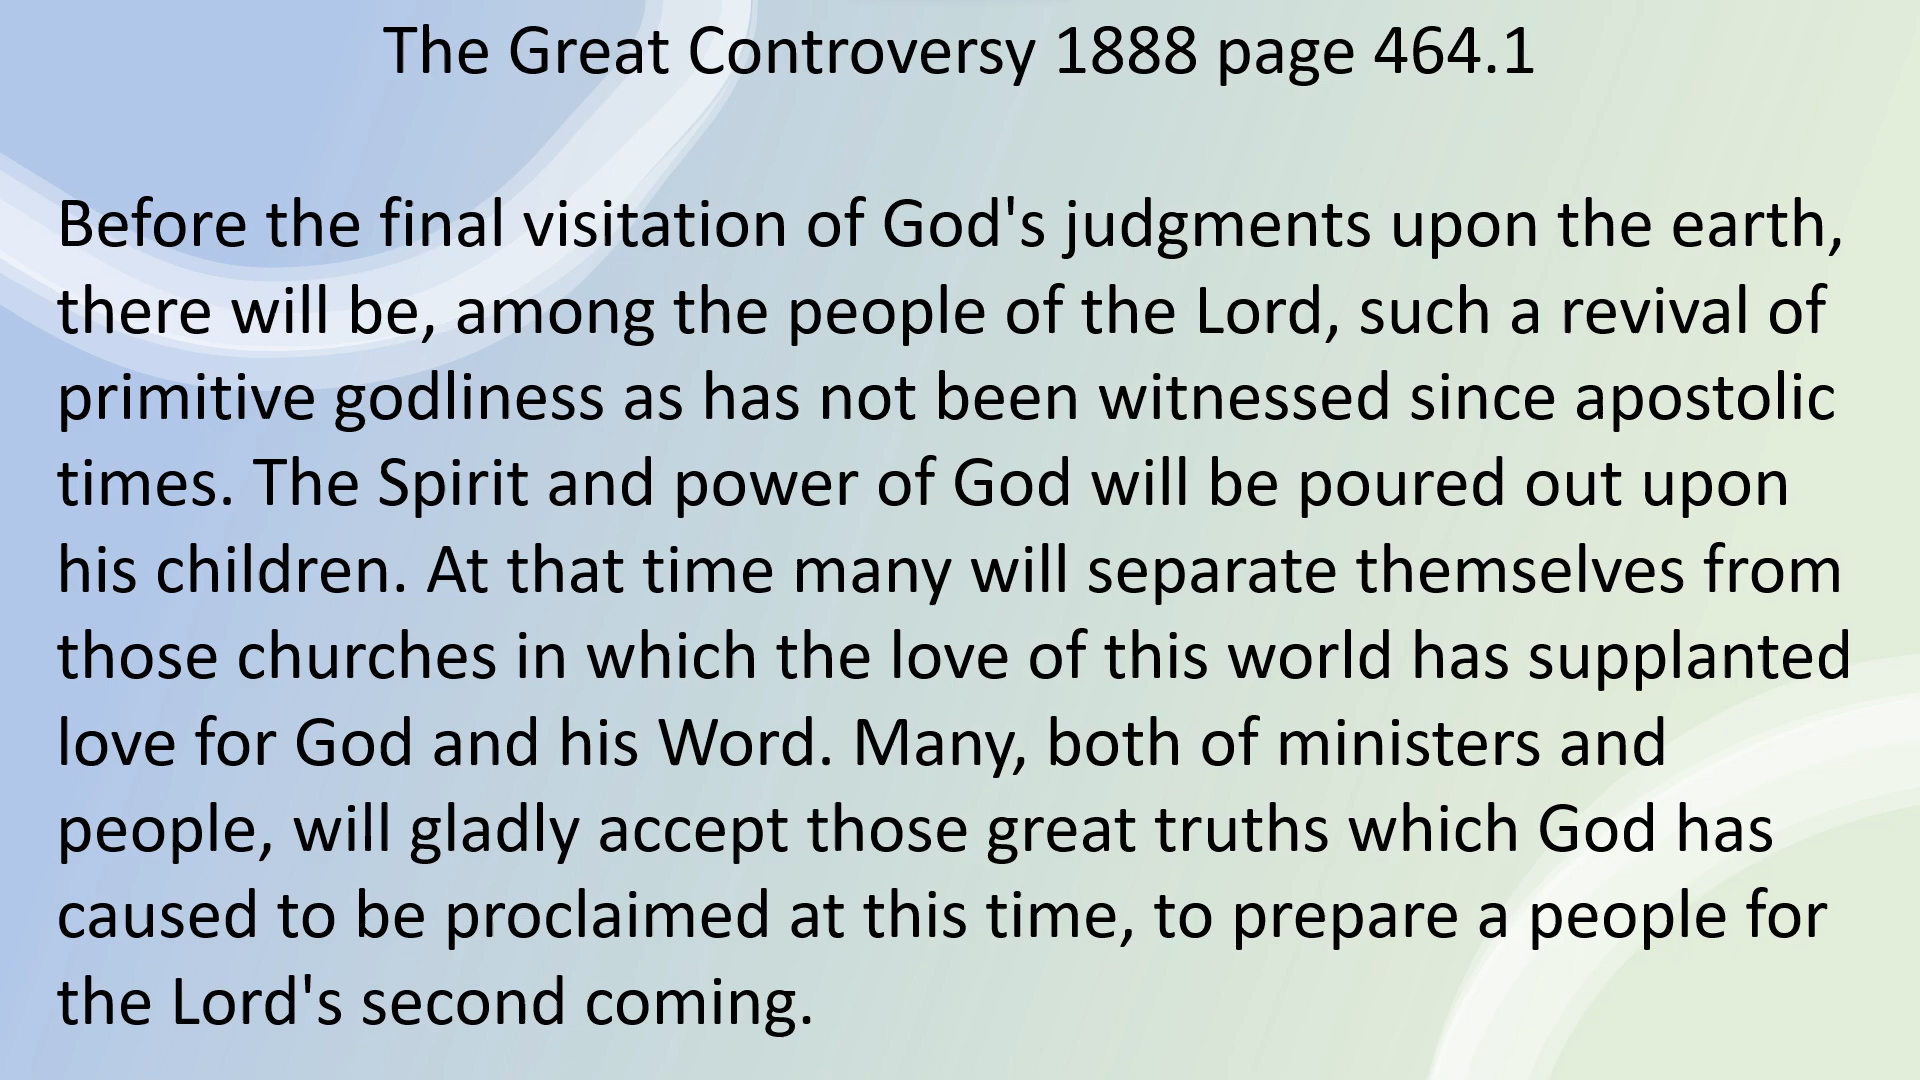 The Great Controversy 1888 page 464.1
Before the final visitation of God's judgments upon the earth,
there will be, among the people of the Lord, such a revival of
primitive godliness as has not been witnessed since apostolic
times. The Spirit and power of God will be poured out upon
his children. At that time many will separate themselves from
those churches in which the love of this world has supplanted
love for God and his Word. Many, both of ministers and
people, will gladly accept those great truths which God has
caused to be proclaimed at this time, to prepare a people for
the Lord's second coming.